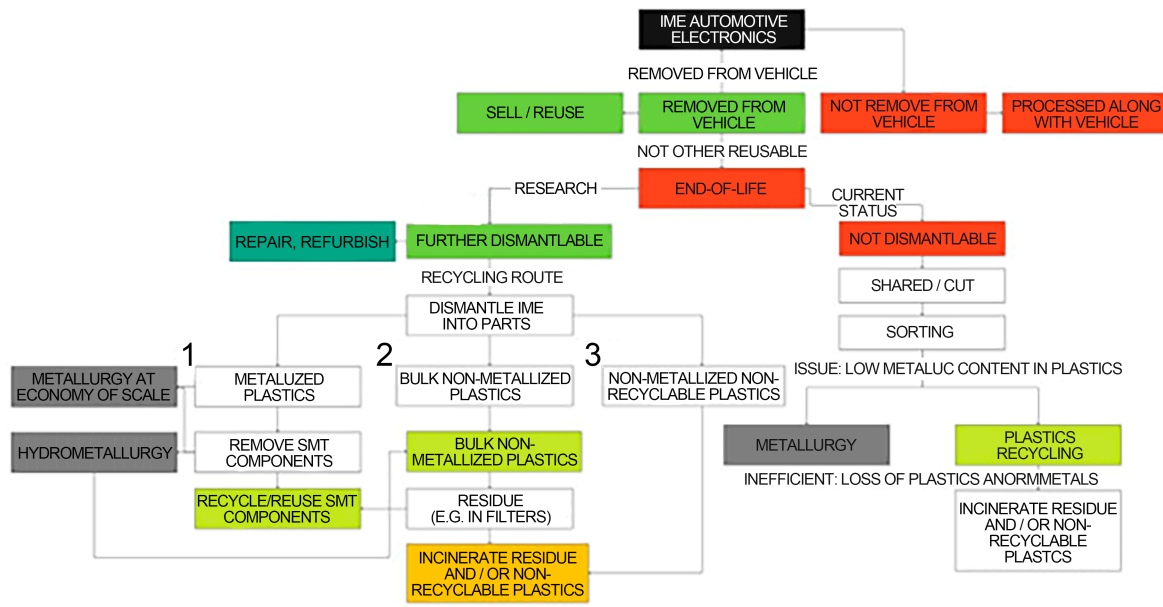 IME AUTOMOTIVE
ELECTRONICS
REMOVED FROM VEHICLE
SELL / REUSE
REMOVED FROM
VEHICLE
NOT REMOVE FROM
VEHICLE
PROCESSED ALONG
WITH VEHICLE
NOT OTHER REUSABLE
RESEARCH
END-OF-LIFE
CURRENT
STATUS
REPAIR, REFURBISH
FURTHER DISMANTLABLE
NOT DISMANTLABLE
RECYCLING ROUTE
SHARED / CUT
DISMANTLE IME
INTO PARTS
SORTING
1
2
3
ISSUE: LOW METALUC CONTENT IN PLASTICS
METALLURGY AT
ECONOMY OF SCALE
METALUZED
PLASTICS
BULK NON-METALLIZED
PLASTICS
NON-METALLIZED NON-
RECYCLABLE PLASTICS
HYDROMETALLURGY
REMOVE SMT
COMPONENTS
BULK NON-
METALLIZED PLASTICS
METALLURGY
PLASTICS
RECYCLING
INEFFICIENT: LOSS OF PLASTICS ANORMMETALS
RECYCLE/REUSE SMT
COMPONENTS
RESIDUE
(E.G. IN FILTERS)
INCINERATE RESIDUE
AND / OR NON-
RECYCLABLE
PLASTCS
INCINERATE RESIDUE
AND / OR NON-
RECYCLABLE PLASTICS